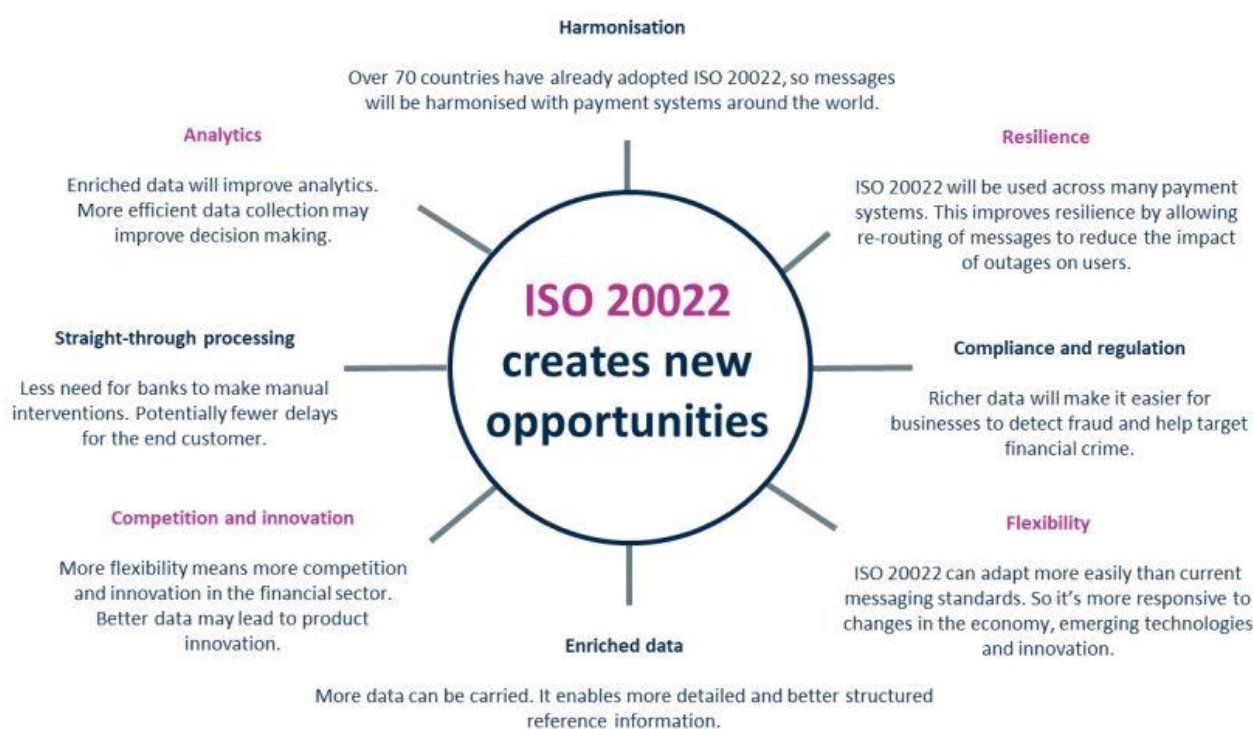 Harmonisation
Over 70 countries have already adopted ISO 20022, so messages
will be harmonised with payment systems around the world.
Analytics
Enriched data will improve analytics.
More efficient data collection may
improve decision making.
Resilience
ISO 20022 will be used across many payment
systems. This improves resilience by allowing
re-routing of messages to reduce the impact
of outages on users.
ISO 20022
creates new
opportunities
Straight-through processing
Less need for banks to make manual
interventions. Potentially fewer delays
for the end customer.
Compliance and regulation
Richer data will make it easier for
businesses to detect fraud and help target
financial crime.
Competition and innovation
More flexibility means more competition
and innovation in the financial sector.
Better data may lead to product
innovation.
Flexibility
ISO 20022 can adapt more easily than current
messaging standards. So it's more responsive to
changes in the economy, emerging technologies
and innovation.
Enriched data
More data can be carried. It enables more detailed and better structured
reference information.